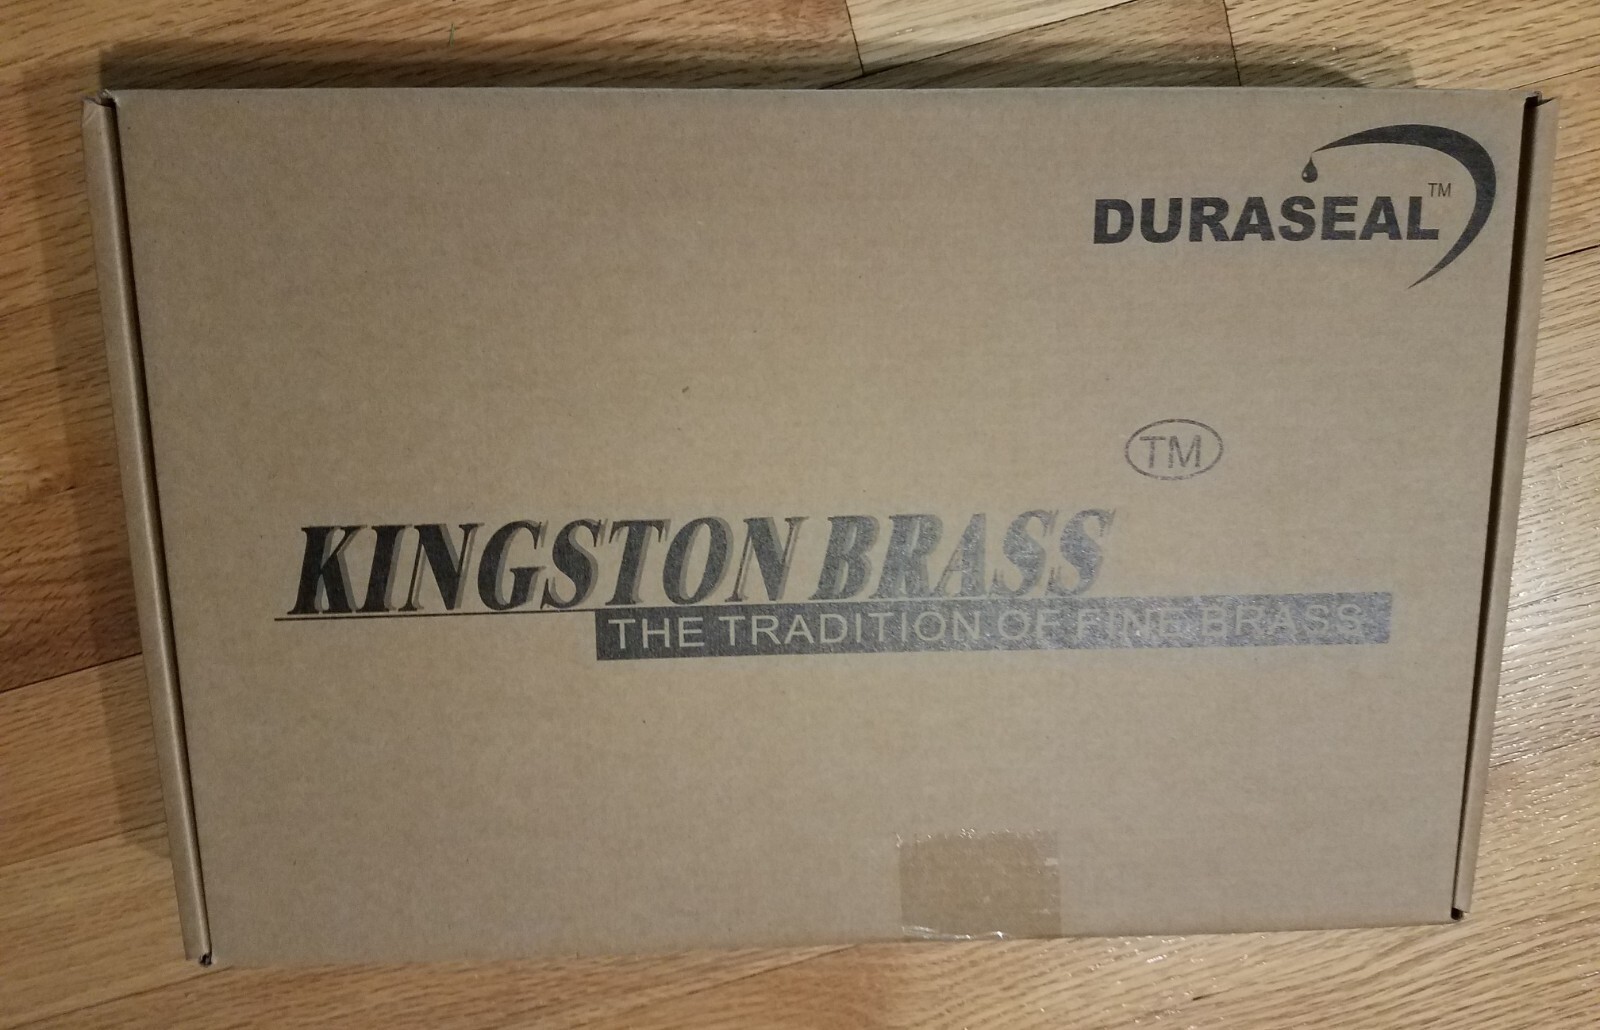 DURASEAL™
TM
KINGSTON BRASS
THE TRADITION OF FINE BRASS